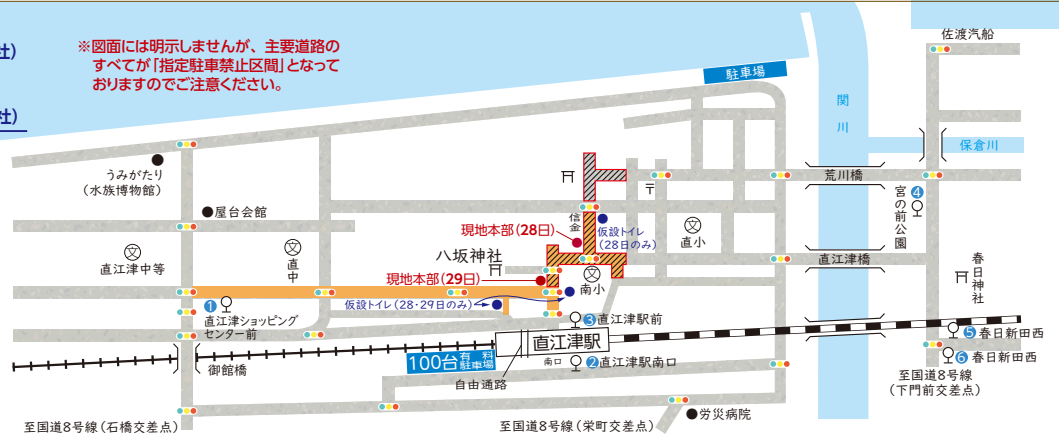 社)
社)
※図面には明示しませんが、主要道路の
すべてが「指定駐車禁止区間」となって
おりますのでご注意ください。
佐渡汽船
駐車場
関川
保倉川
うみがたり
(水族博物館)
荒川橋
〒
④
宮の前公園
屋台会館
信金
仮設トイレ
(28日のみ)
現地本部(28日)
文
直小
文
直江津中等
文
直中
八坂神社
文
南小
直江津橋
春日神社
現地本部(29日)
仮設トイレ(28・29日のみ)
①
直江津ショッピング
センター前
③直江津駅前
直江津駅
⑤春日新田西
100台有料駐車場
南口
②直江津駅南口
⑥春日新田西
御館橋
自由通路
至国道8号線
(下門前交差点)
労災病院
至国道8号線(石橋交差点)
至国道8号線(栄町交差点)